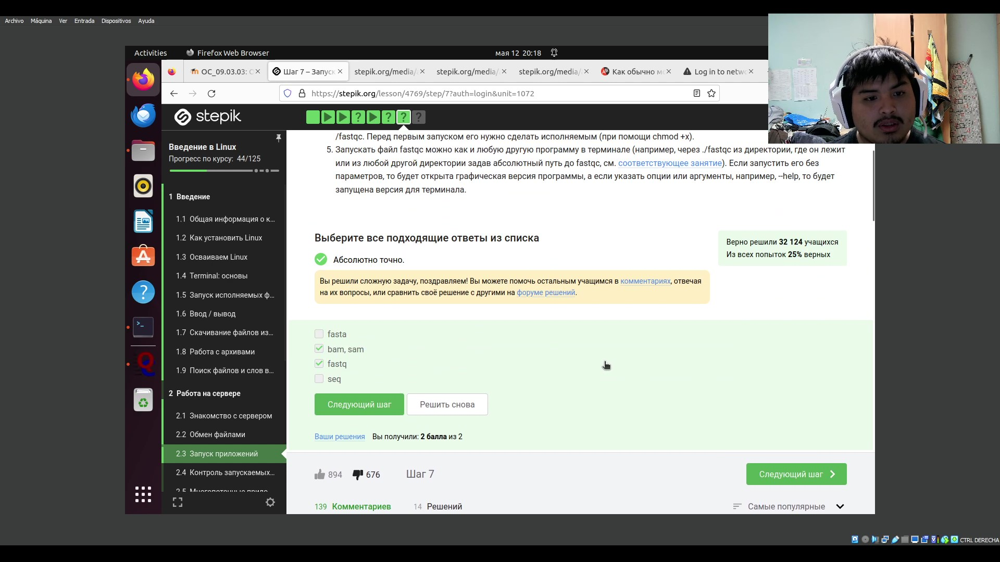 Archivo Máquina Ver Entrada Dispositivos Ayuda
Activities Firefox Web Browser мая 12 20:18
ОС_09.03.03: О
Шаг 7 – Запуск
stepik.org/media/
stepik.org/media/
stepik.org/media/
Как обычно мо
Log in to netwo
https://stepik.org/lesson/4769/step/7?auth=login&unit=1072
stepik
Введение в Linux
Прогресс по курсу: 44/125
1 Введение
1.1 Общая информация о к...
1.2 Как установить Linux
1.3 Осваиваем Linux
1.4 Terminal: основы
1.5 Запуск исполняемых ф...
1.6 Ввод / вывод
1.7 Скачивание файлов из...
1.8 Работа с архивами
1.9 Поиск файлов и слов в...
2 Работа на сервере
2.1 Знакомство с сервером
2.2 Обмен файлами
2.3 Запуск приложений
2.4 Контроль запускаемых...
2.5 Многопоточные прило...
/fastqc. Перед первым запуском его нужно сделать исполняемым (при помощи chmod +x).
5. Запускать файл fastqc можно как и любую другую программу в терминале (например, через ./fastqc из директории, где он лежит
или из любой другой директории задав абсолютный путь до fastqc, см. соответствующее занятие). Если запустить его без
параметров, то будет открыта графическая версия программы, а если указать опции или аргументы, например, --help, то будет
запущена версия для терминала.
Выберите все подходящие ответы из списка
Верно решили 32 124 учащихся
Из всех попыток 25% верных
Абсолютно точно.
Вы решили сложную задачу, поздравляем! Вы можете помочь остальным учащимся в комментариях, отвечая
на их вопросы, или сравнить своё решение с другими на форуме решений.
fasta
bam, sam
fastq
seq
Следующий шаг Решить снова
Ваши решения Вы получили: 2 балла из 2
894 676 Шаг 7 Следующий шаг
139 Комментариев 14 Решений Самые популярные
CTRL DERECHA